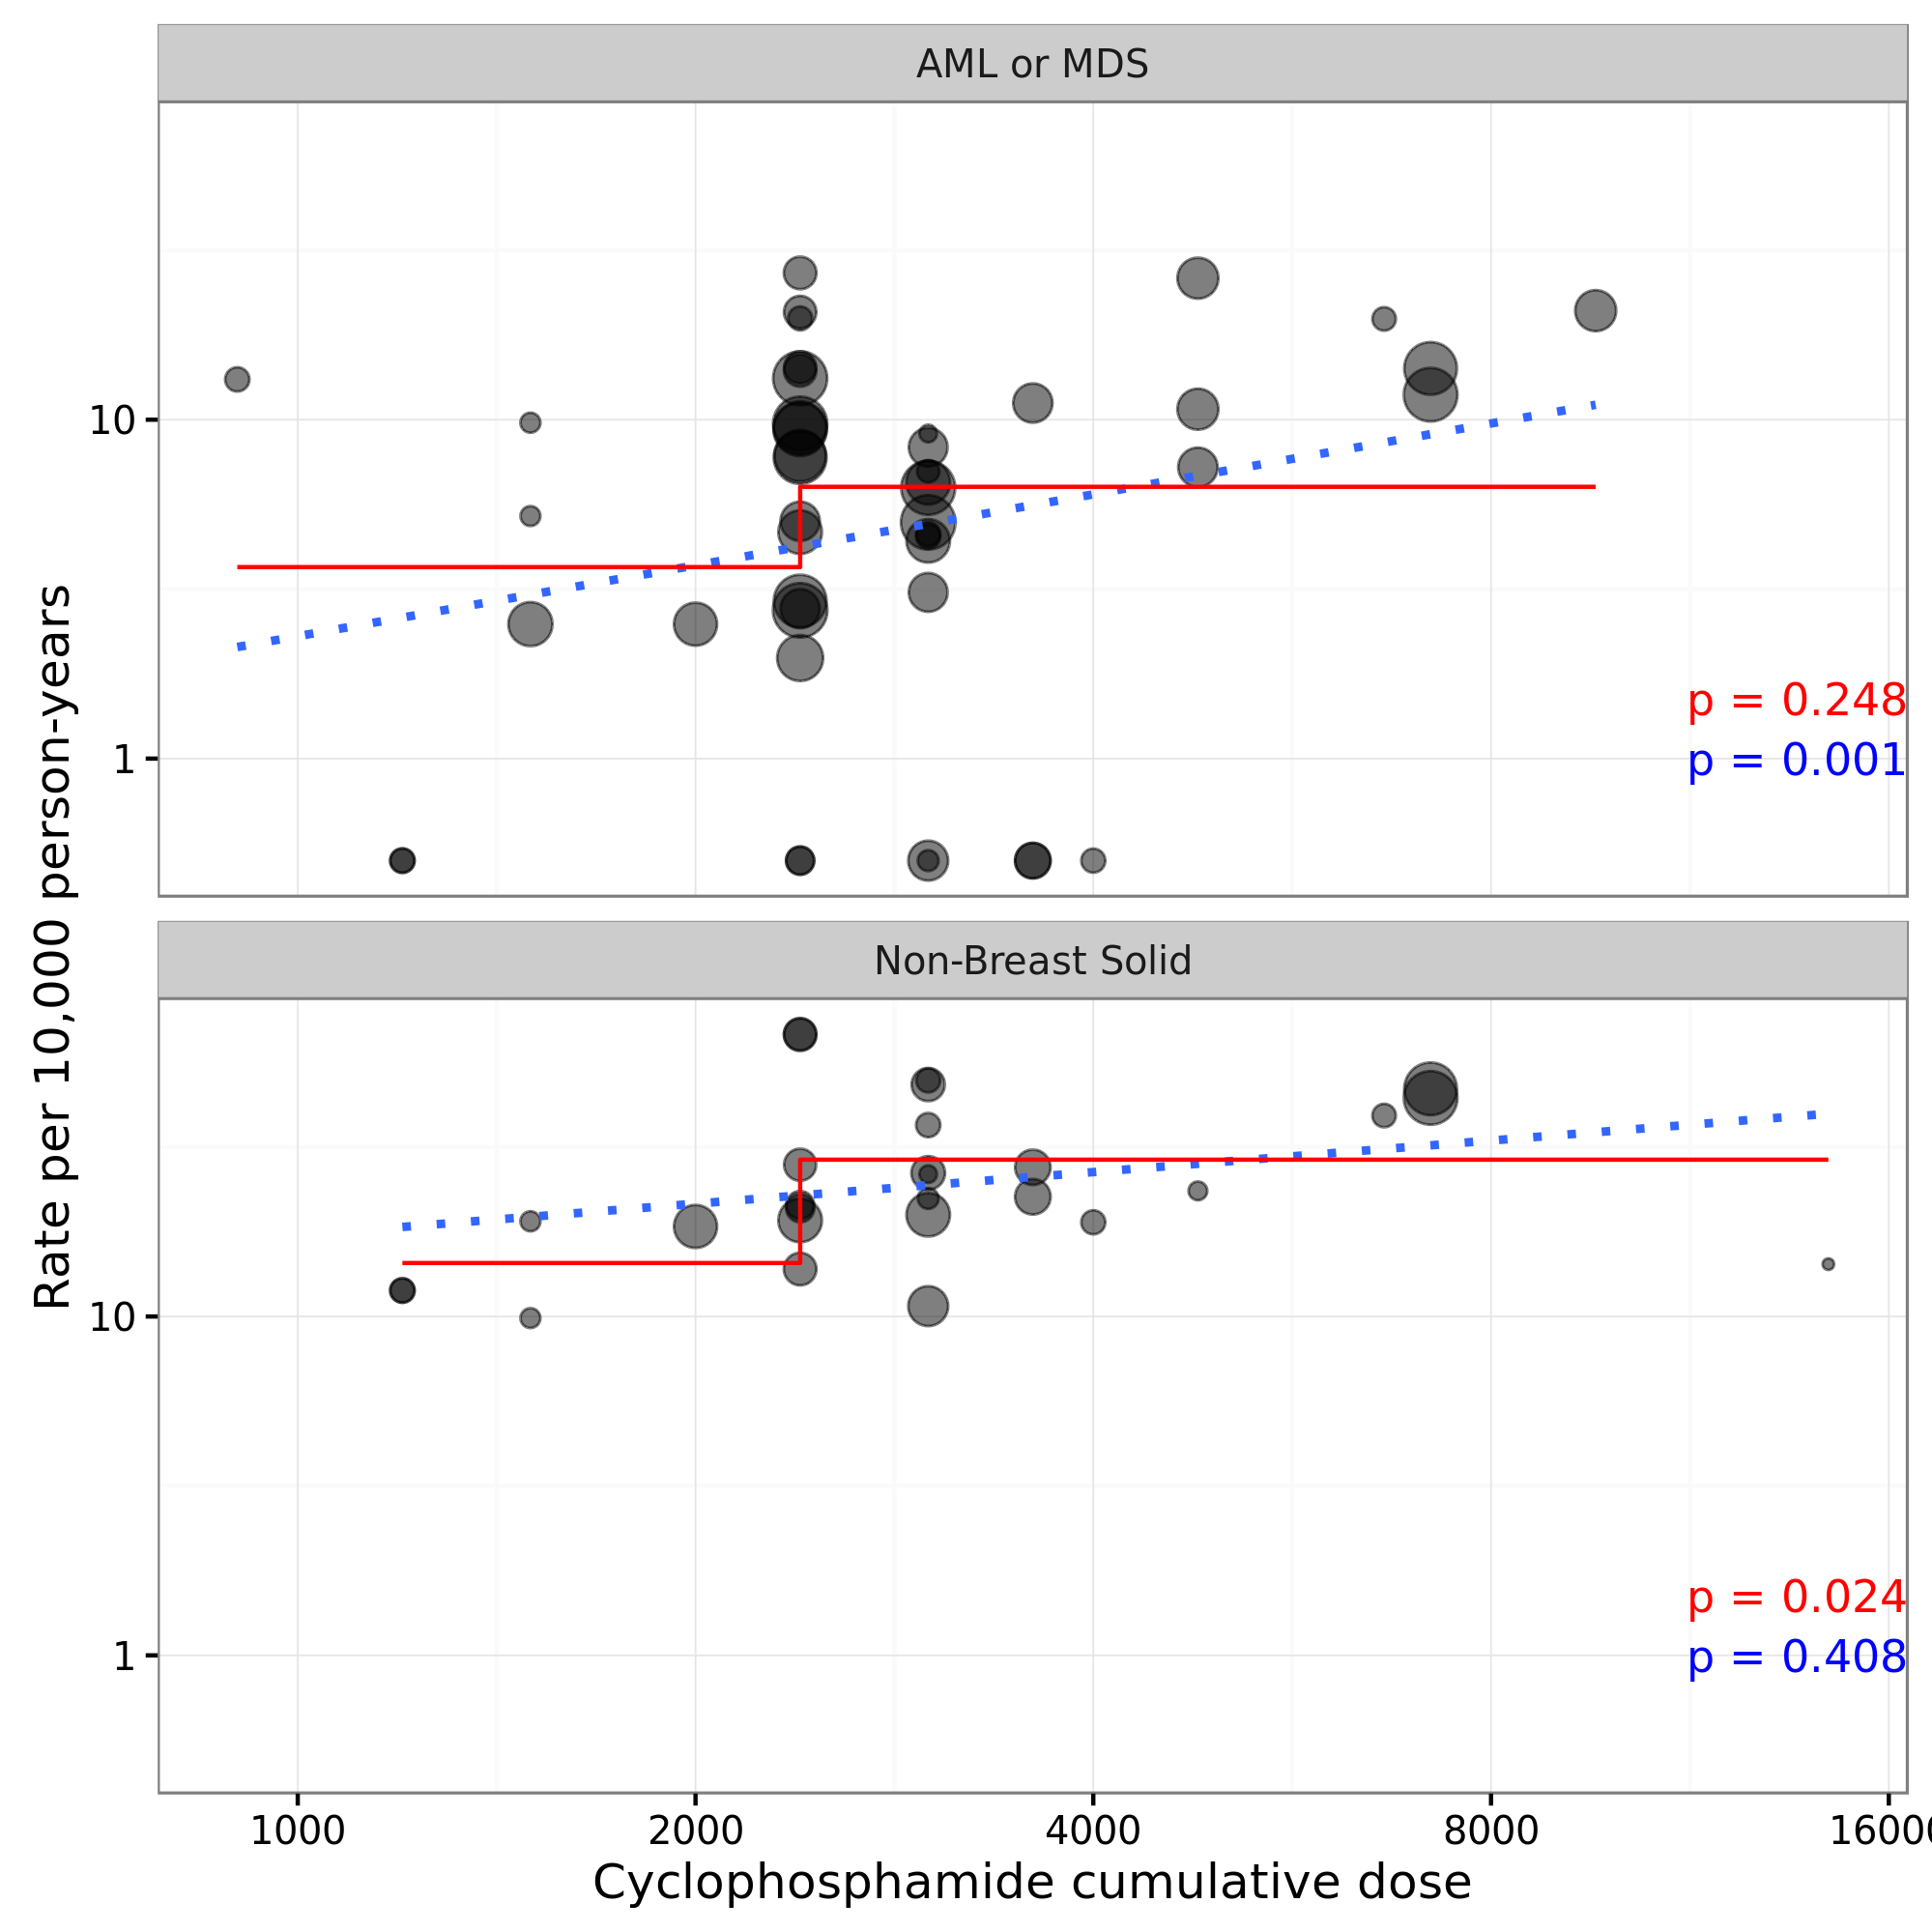 AML or MDS
10
1
p = 0.248
p = 0.001
Rate per 10,000 person-years
Non-Breast Solid
10
1
p = 0.024
p = 0.408
1000 2000 4000 8000 16000
Cyclophosphamide cumulative dose